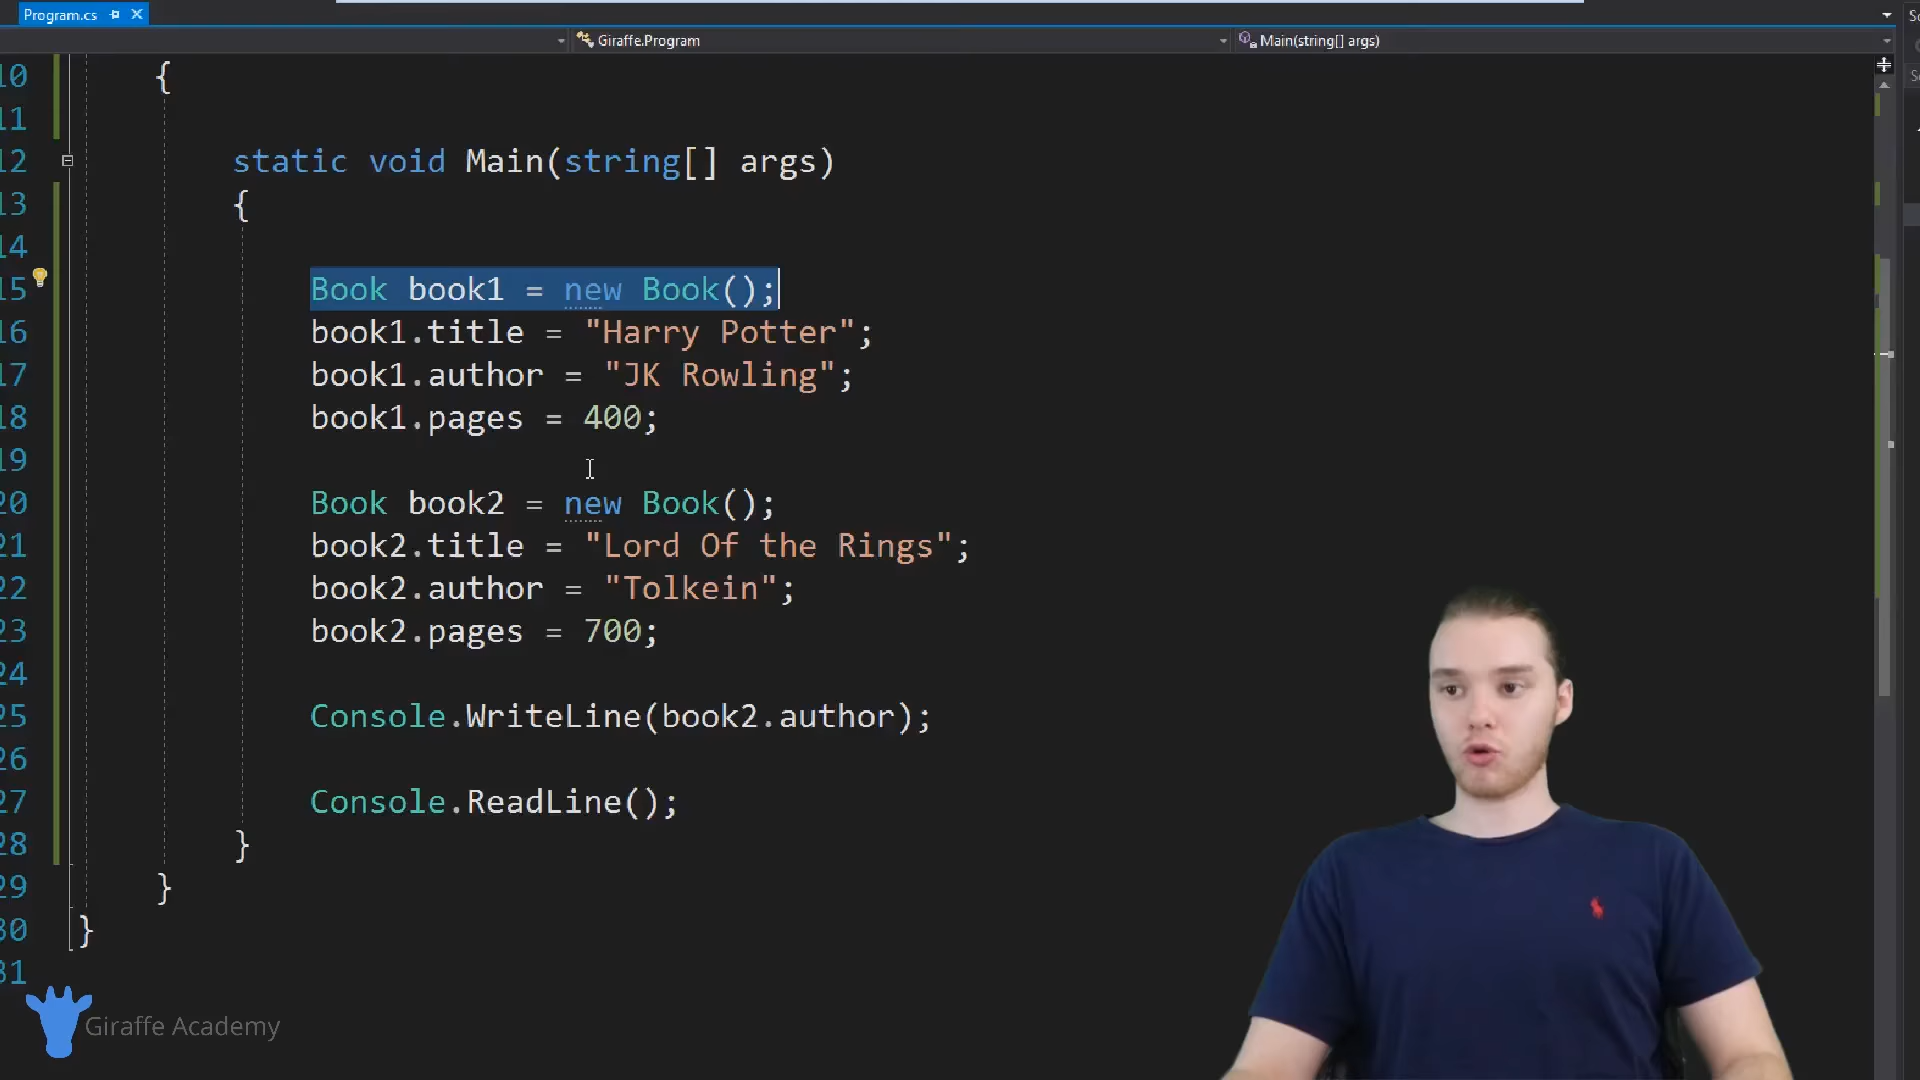 Program.cs
Giraffe.Program
Main(string[] args)
10 {
11
12 static void Main(string[] args)
13 {
14
15 Book book1 = new Book();
16 book1.title = "Harry Potter";
17 book1.author = "JK Rowling";
18 book1.pages = 400;
19
20 Book book2 = new Book();
21 book2.title = "Lord Of the Rings";
22 book2.author = "Tolkein";
23 book2.pages = 700;
24
25 Console.WriteLine(book2.author);
26
27 Console.ReadLine();
28 }
29 }
30 }
31
Giraffe Academy